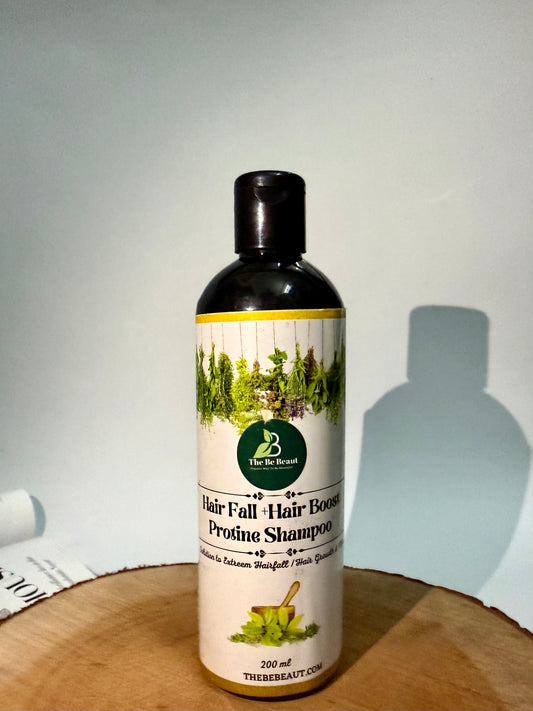 B
The Be Beaut
Hair Fall +Hair Boost
Protine Shampoo
Solution to Extreem Hairfall / Hair Growth &
200 ml
THEBEBEAUT.COM